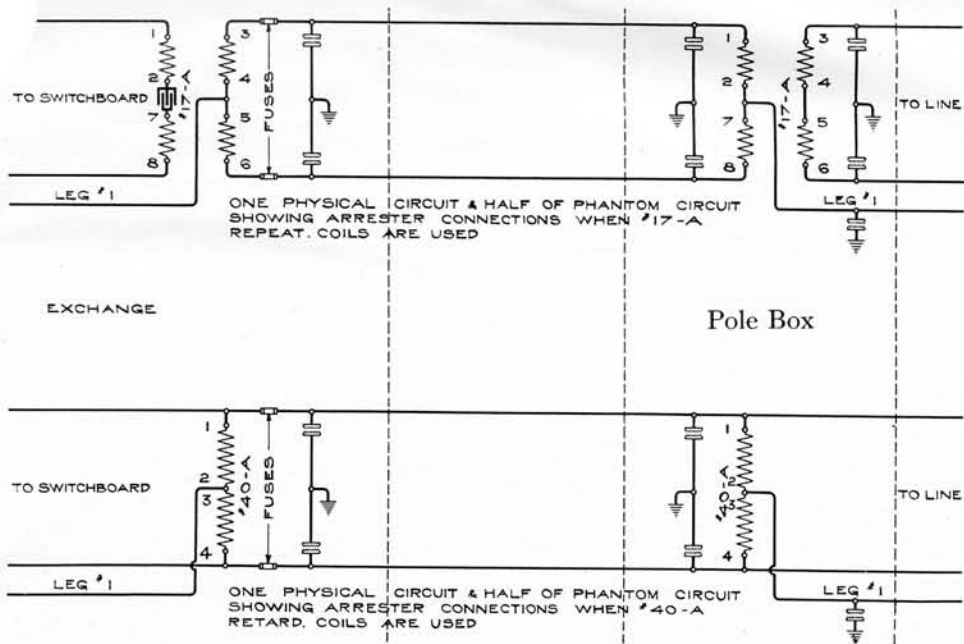 1
2
7
8
#17-A
3
4
5
6
FUSES
TO SWITCHBOARD
LEG #1
1
2
7
8
3
4
5
6
#17-A
TO LINE
LEG #1
ONE PHYSICAL CIRCUIT & HALF OF PHANTOM CIRCUIT
SHOWING ARRESTER CONNECTIONS WHEN #17-A
REPEAT. COILS ARE USED
EXCHANGE
Pole Box
1
2
3
4
#40-A
FUSES
TO SWITCHBOARD
LEG #1
1
2
3
4
#40-A
TO LINE
LEG #1
ONE PHYSICAL CIRCUIT & HALF OF PHANTOM CIRCUIT
SHOWING ARRESTER CONNECTIONS WHEN #40-A
RETARD. COILS ARE USED